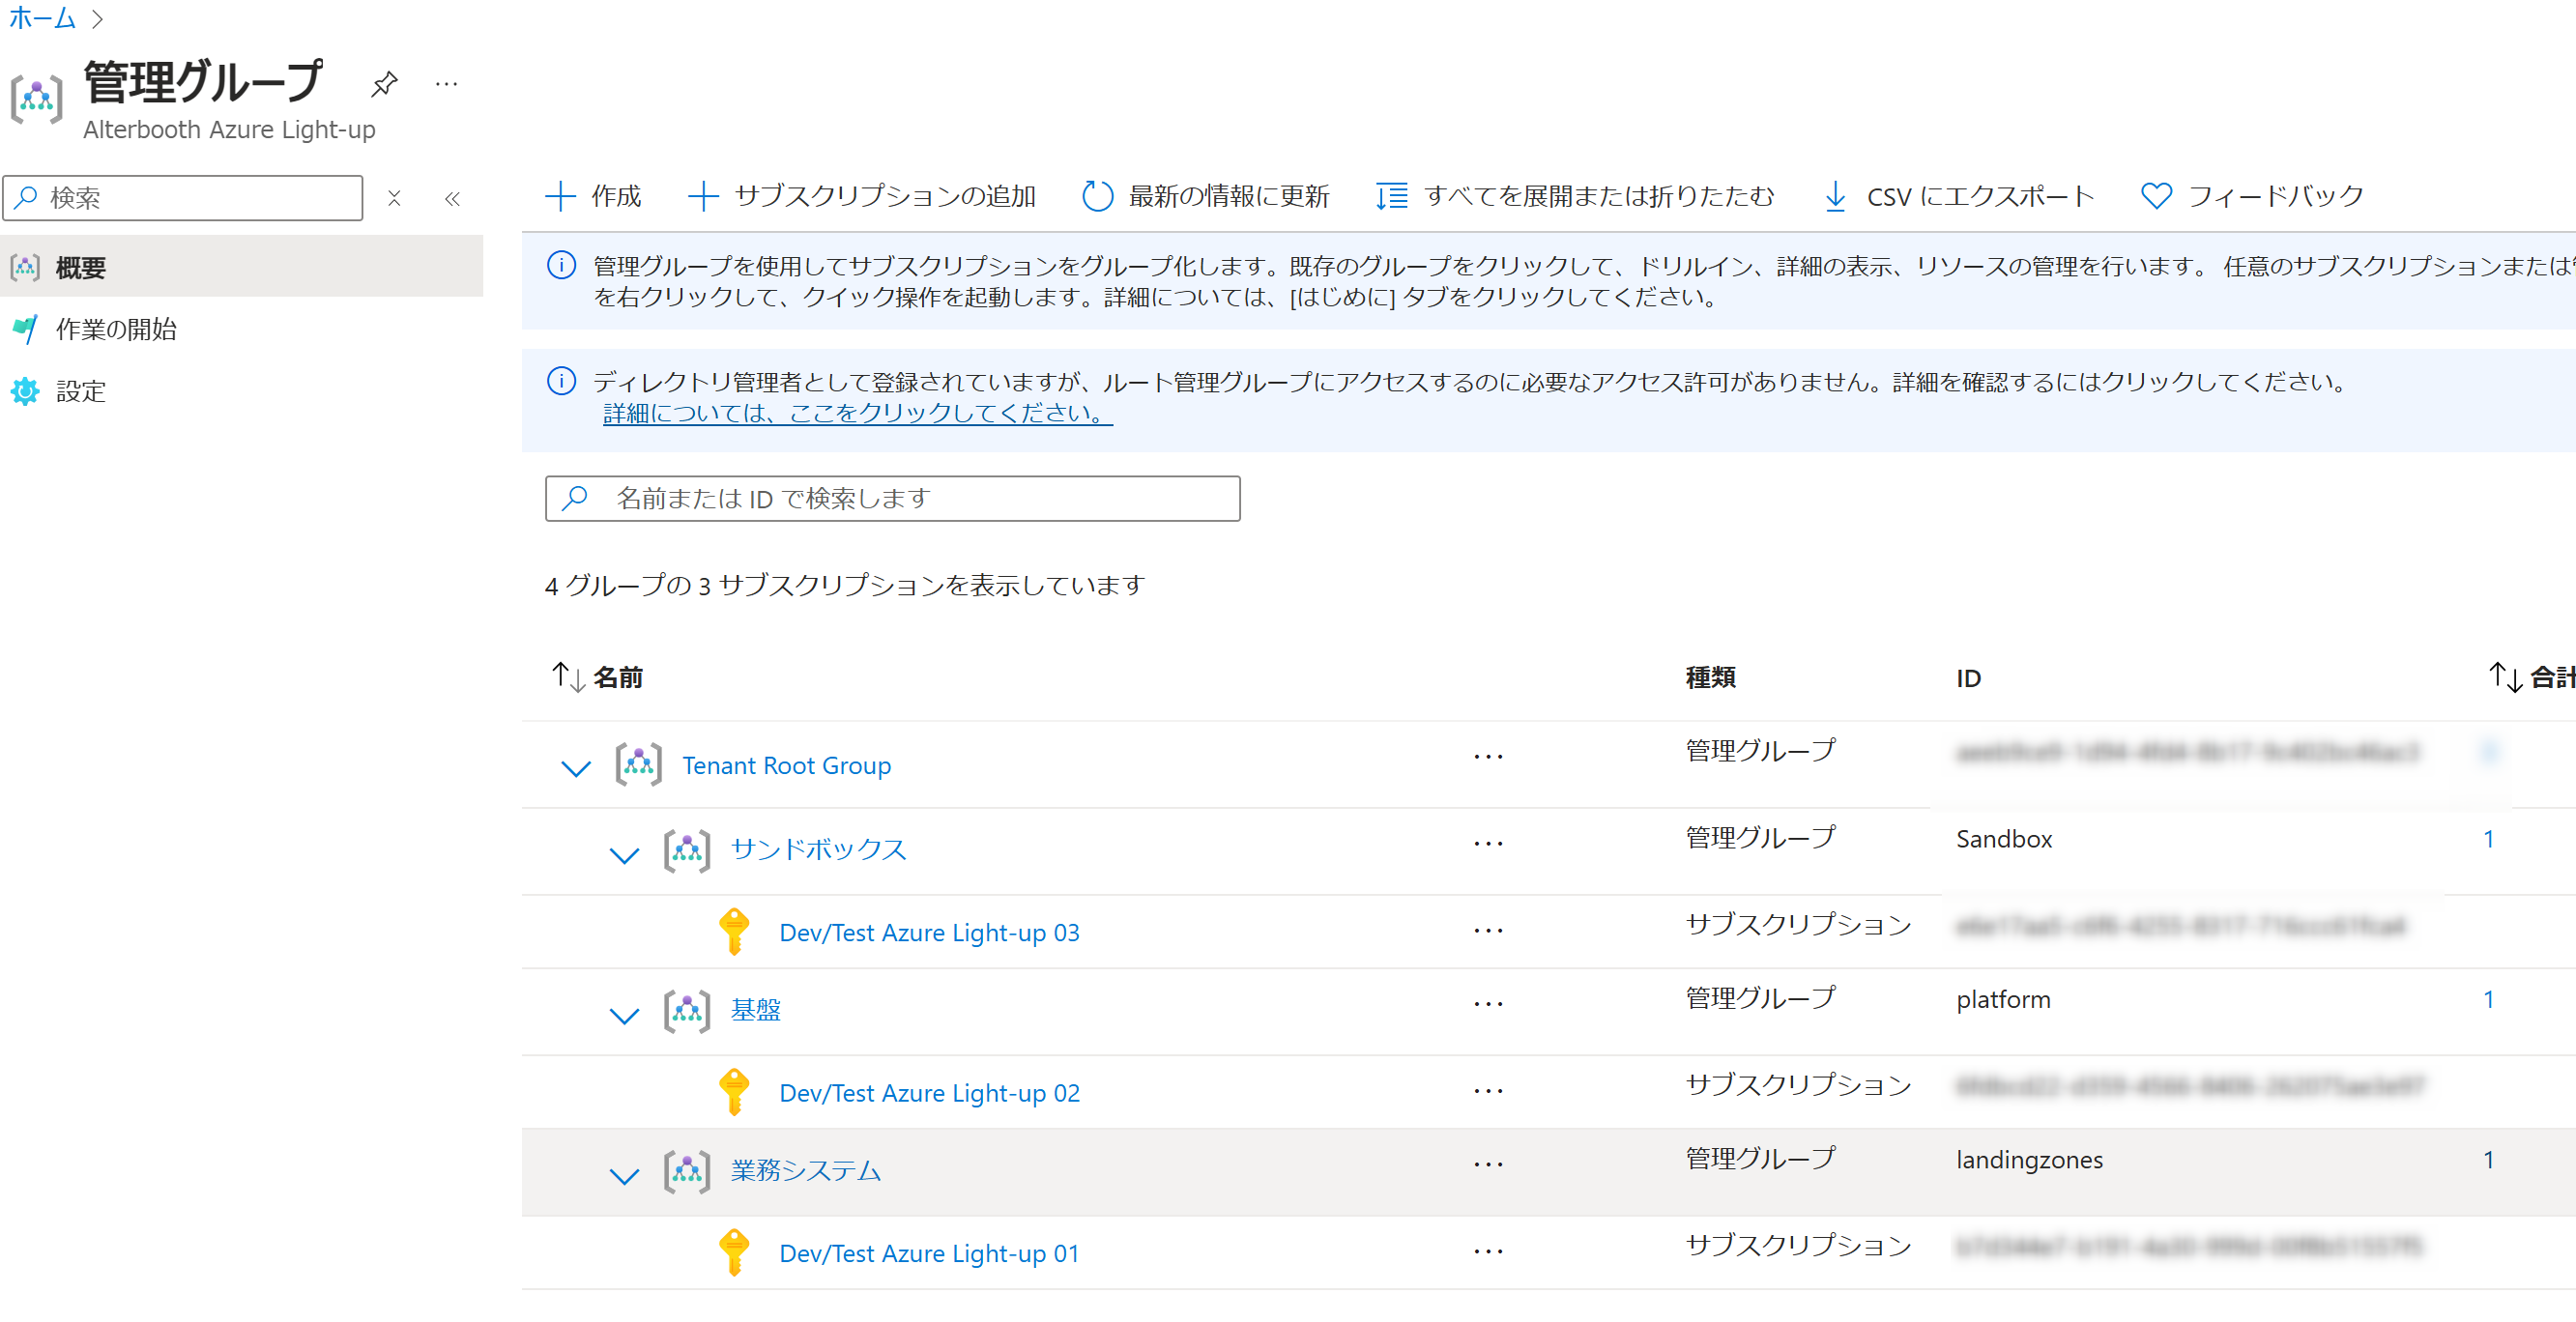 ホーム
管理グループ
Alterbooth Azure Light-up
検索
概要
作業の開始
設定
作成 サブスクリプションの追加 最新の情報に更新 すべてを展開または折りたたむ CSV にエクスポート フィードバック
管理グループを使用してサブスクリプションをグループ化します。既存のグループをクリックして、ドリルイン、詳細の表示、リソースの管理を行います。 任意のサブスクリプションまたは
を右クリックして、クイック操作を起動します。詳細については、[はじめに] タブをクリックしてください。
ディレクトリ管理者として登録されていますが、ルート管理グループにアクセスするのに必要なアクセス許可がありません。詳細を確認するにはクリックしてください。
詳細については、ここをクリックしてください。
名前または ID で検索します
4 グループの 3 サブスクリプションを表示しています
名前 種類 ID 合計
Tenant Root Group 管理グループ
サンドボックス 管理グループ Sandbox 1
Dev/Test Azure Light-up 03 サブスクリプション
基盤 管理グループ platform 1
Dev/Test Azure Light-up 02 サブスクリプション
業務システム 管理グループ landingzones 1
Dev/Test Azure Light-up 01 サブスクリプション